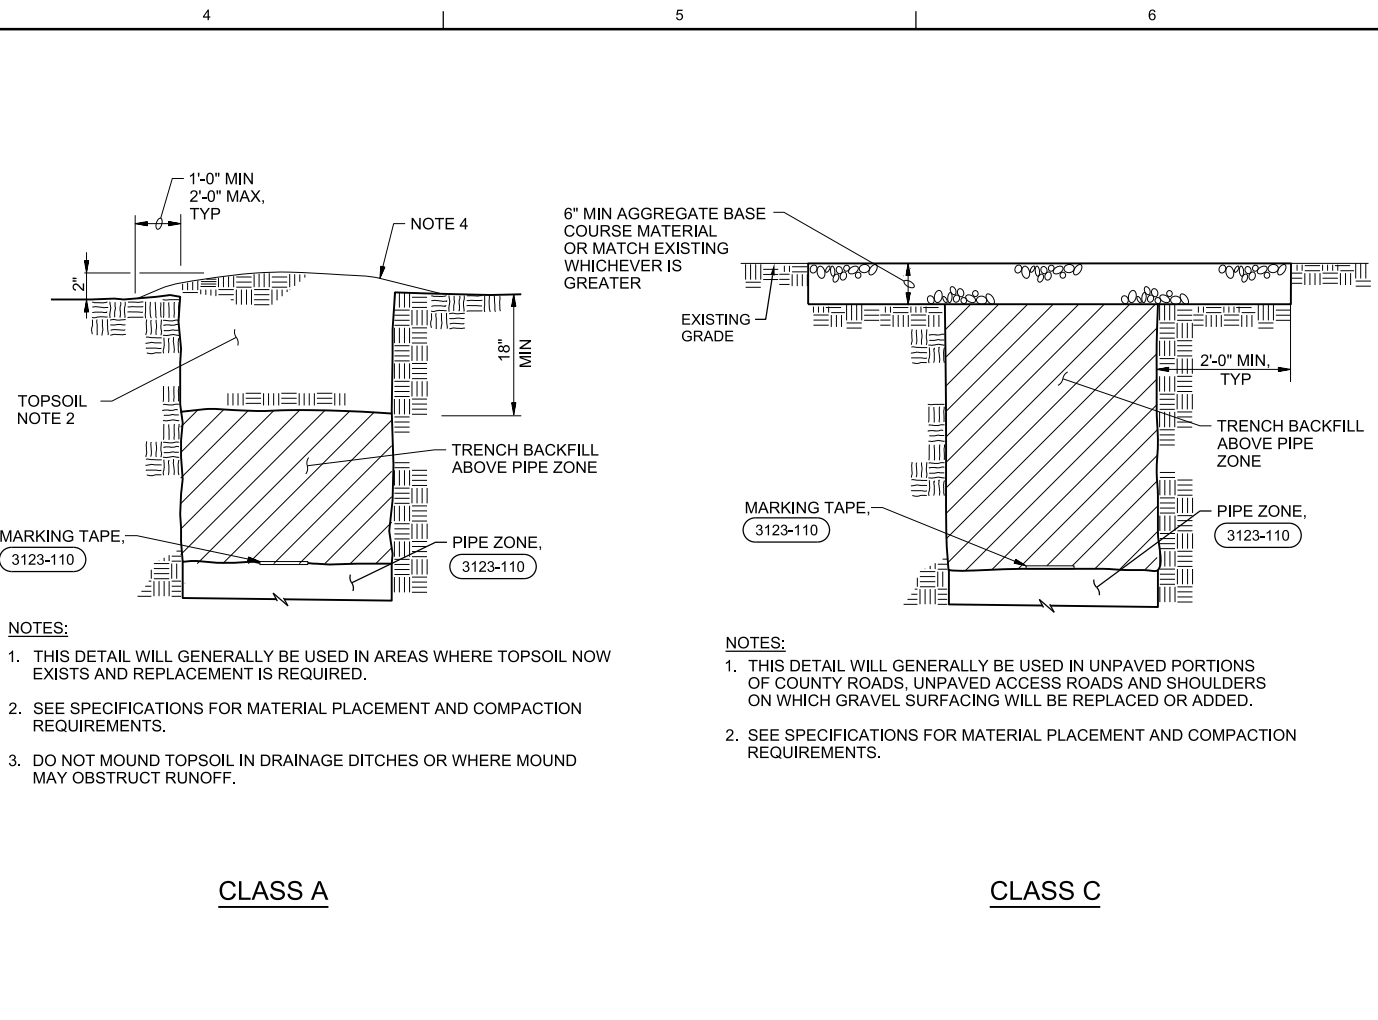 4
5
6
1'-0" MIN
2'-0" MAX,
TYP
NOTE 4
2"
18"
MIN
TOPSOIL
NOTE 2
TRENCH BACKFILL
ABOVE PIPE ZONE
MARKING TAPE,
3123-110
PIPE ZONE,
3123-110
NOTES:
1. THIS DETAIL WILL GENERALLY BE USED IN AREAS WHERE TOPSOIL NOW
EXISTS AND REPLACEMENT IS REQUIRED.
2. SEE SPECIFICATIONS FOR MATERIAL PLACEMENT AND COMPACTION
REQUIREMENTS.
3. DO NOT MOUND TOPSOIL IN DRAINAGE DITCHES OR WHERE MOUND
MAY OBSTRUCT RUNOFF.
CLASS A
6" MIN AGGREGATE BASE
COURSE MATERIAL
OR MATCH EXISTING
WHICHEVER IS
GREATER
EXISTING
GRADE
2'-0" MIN,
TYP
TRENCH BACKFILL
ABOVE PIPE
ZONE
MARKING TAPE,
3123-110
PIPE ZONE,
3123-110
NOTES:
1. THIS DETAIL WILL GENERALLY BE USED IN UNPAVED PORTIONS
OF COUNTY ROADS, UNPAVED ACCESS ROADS AND SHOULDERS
ON WHICH GRAVEL SURFACING WILL BE REPLACED OR ADDED.
2. SEE SPECIFICATIONS FOR MATERIAL PLACEMENT AND COMPACTION
REQUIREMENTS.
CLASS C